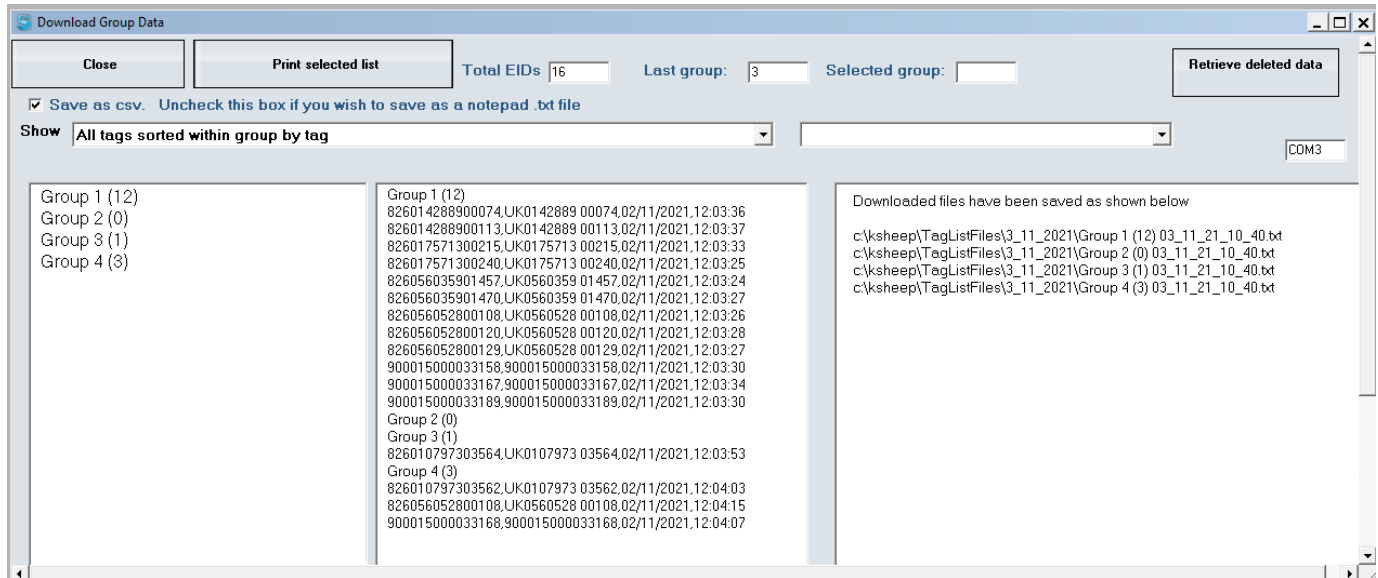 Download Group Data
Close
Print selected list
Total EIDs 16
Last group: 3
Selected group:
Retrieve deleted data
Save as csv. Uncheck this box if you wish to save as a notepad .txt file
Show All tags sorted within group by tag
COM3
Group 1 (12)
Group 2 (0)
Group 3 (1)
Group 4 (3)
Group 1 (12)
826014288900074,UK0142889 00074,02/11/2021,12:03:36
826014288900113,UK0142889 00113,02/11/2021,12:03:37
826017571300215,UK0175713 00215,02/11/2021,12:03:33
826017571300240,UK0175713 00240,02/11/2021,12:03:25
826056035901457,UK0560359 01457,02/11/2021,12:03:24
826056035901470,UK0560359 01470,02/11/2021,12:03:27
826056052800108,UK0560528 00108,02/11/2021,12:03:26
826056052800120,UK0560528 00120,02/11/2021,12:03:28
826056052800129,UK0560528 00129,02/11/2021,12:03:27
900015000033158,900015000033158,02/11/2021,12:03:30
900015000033167,900015000033167,02/11/2021,12:03:34
900015000033189,900015000033189,02/11/2021,12:03:30
Group 2 (0)
Group 3 (1)
826010797303564,UK0107973 03564,02/11/2021,12:03:53
Group 4 (3)
826010797303562,UK0107973 03562,02/11/2021,12:04:03
826056052800108,UK0560528 00108,02/11/2021,12:04:15
900015000033168,900015000033168,02/11/2021,12:04:07
Downloaded files have been saved as shown below
c:\ksheep\TagListFiles\3_11_2021\Group 1 (12) 03_11_21_10_40.txt
c:\ksheep\TagListFiles\3_11_2021\Group 2 (0) 03_11_21_10_40.txt
c:\ksheep\TagListFiles\3_11_2021\Group 3 (1) 03_11_21_10_40.txt
c:\ksheep\TagListFiles\3_11_2021\Group 4 (3) 03_11_21_10_40.txt